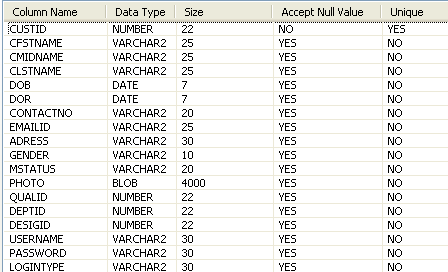 Column Name Data Type Size Accept Null Value Unique
CUSTID NUMBER 22 NO YES
CFSTNAME VARCHAR2 25 YES NO
CMIDNAME VARCHAR2 25 YES NO
CLSTNAME VARCHAR2 25 YES NO
DOB DATE 7 YES NO
DOR DATE 7 YES NO
CONTACTNO VARCHAR2 20 YES NO
EMAILID VARCHAR2 25 YES NO
ADRESS VARCHAR2 30 YES NO
GENDER VARCHAR2 10 YES NO
MSTATUS VARCHAR2 20 YES NO
PHOTO BLOB 4000 YES NO
QUALID NUMBER 22 YES NO
DEPTID NUMBER 22 YES NO
DESIGID NUMBER 22 YES NO
USERNAME VARCHAR2 30 YES NO
PASSWORD VARCHAR2 30 YES NO
LOGINTYPE VARCHAR2 30 YES NO